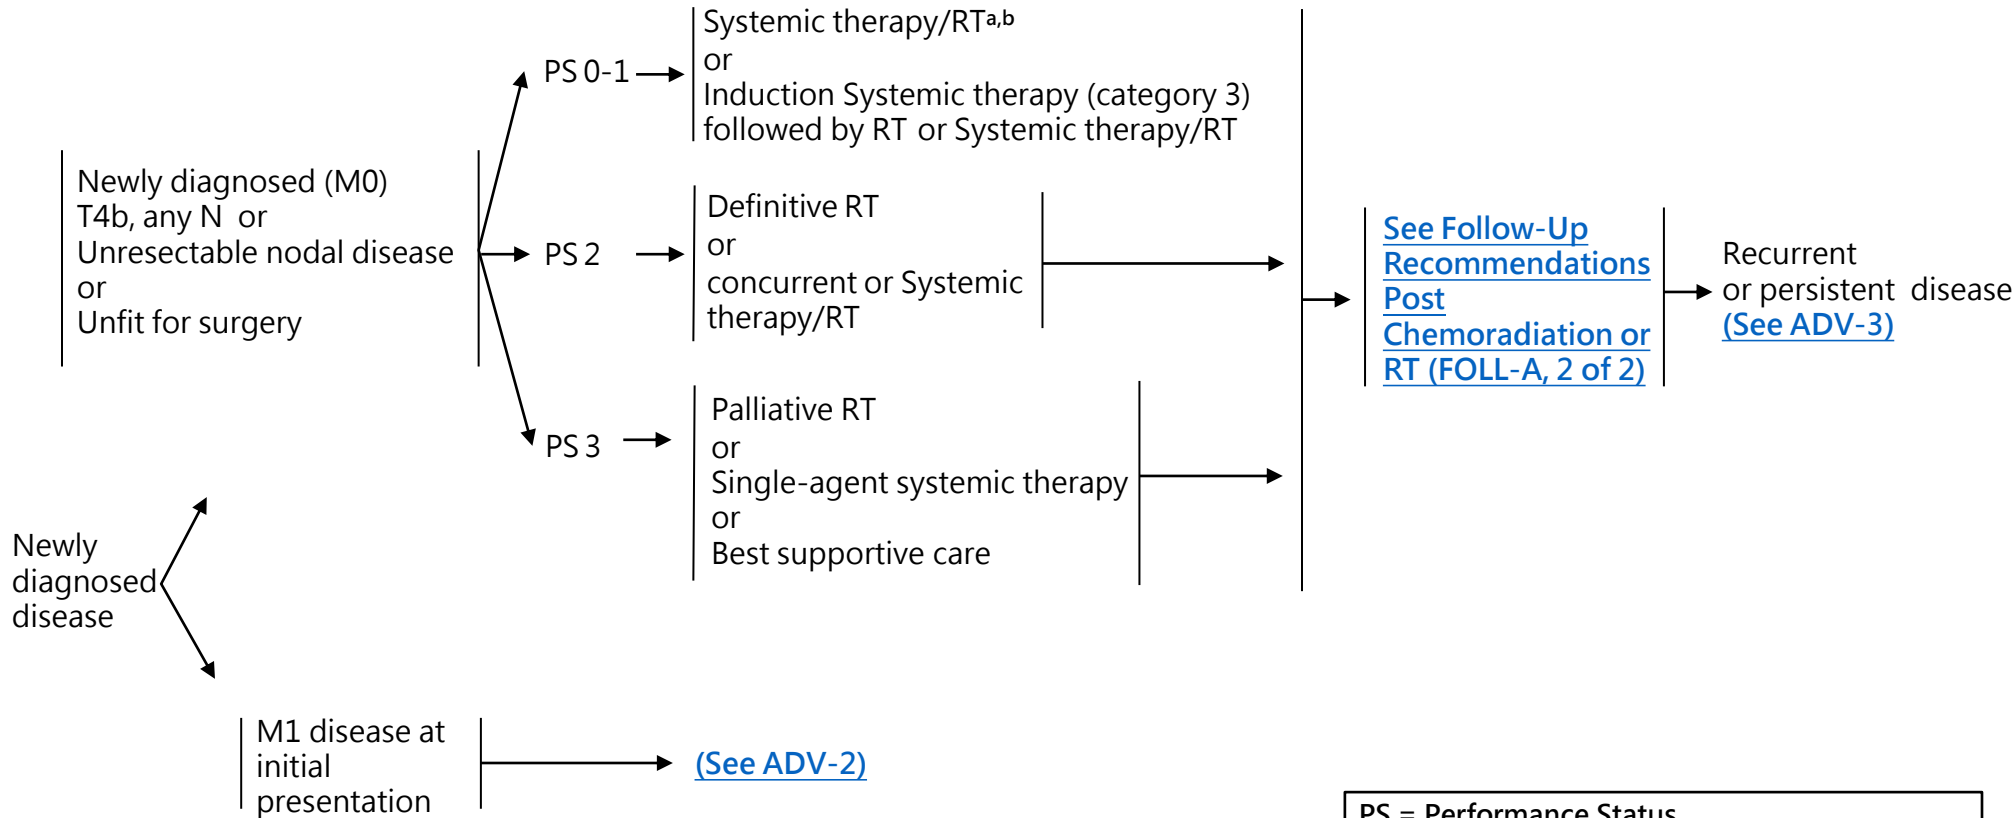 Systemic therapy/RTa,b
or
Induction Systemic therapy (category 3)
followed by RT or Systemic therapy/RT
PS 0-1
Newly diagnosed (M0)
T4b, any N or
Unresectable nodal disease
or
Unfit for surgery
PS 2
Definitive RT
or
concurrent or Systemic
therapy/RT
See Follow-Up
Recommendations
Post
Chemoradiation or
RT (FOLL-A, 2 of 2)
Recurrent
or persistent disease
(See ADV-3)
PS 3
Palliative RT
or
Single-agent systemic therapy
or
Best supportive care
Newly
diagnosed
disease
M1 disease at
initial
presentation
(See ADV-2)
PS = Performance Status